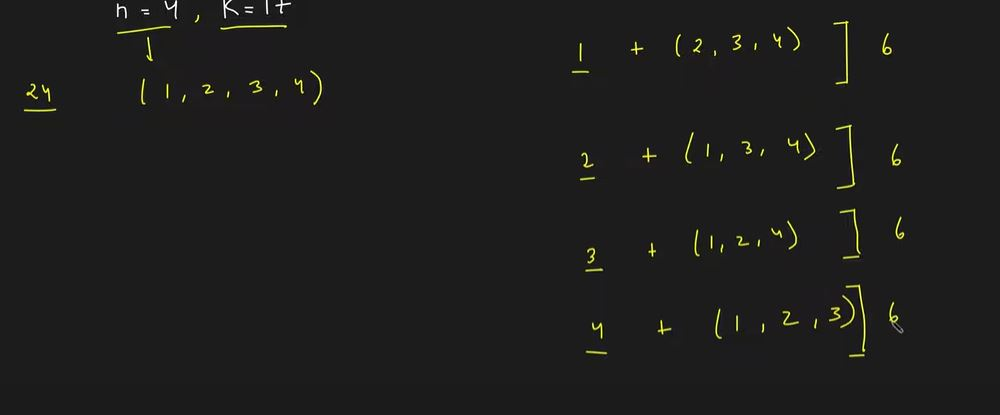 n = 4, K = 17
24 (1, 2, 3, 4)
1 + (2, 3, 4) ] 6
2 + (1, 3, 4) ] 6
3 + (1, 2, 4) ] 6
4 + (1, 2, 3) ] 6